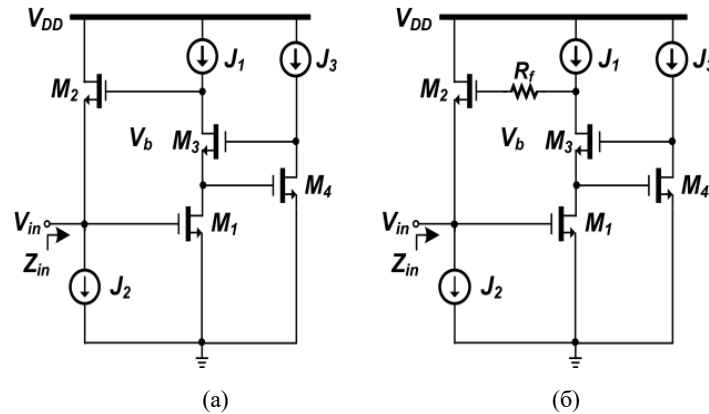 V_DD J_1 J_3
M_2
V_b M_3
M_4
V_in M_1
Z_in J_2
(а)
V_DD J_1 J_3
R_f
M_2
V_b M_3
M_4
V_in M_1
Z_in J_2
(б)